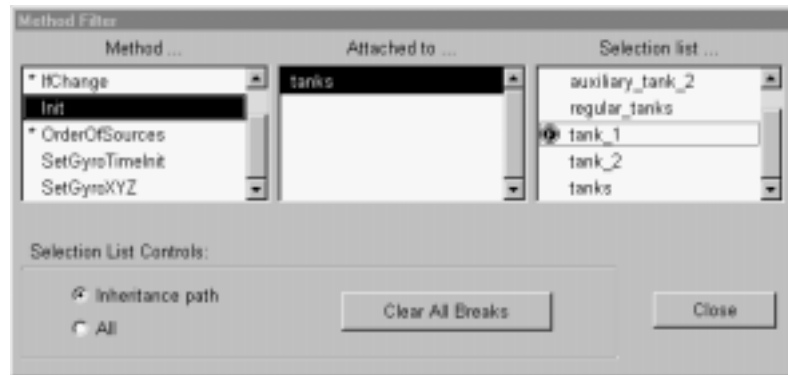 Method Filter
Method ...
Attached to ...
Selection list ...
* IfChange
Init
* OrderOfSources
SetGyroTimeInit
SetGyroXYZ
tanks
auxiliary_tank_2
regular_tanks
tank_1
tank_2
tanks
Selection List Controls:
Inheritance path
All
Clear All Breaks
Close